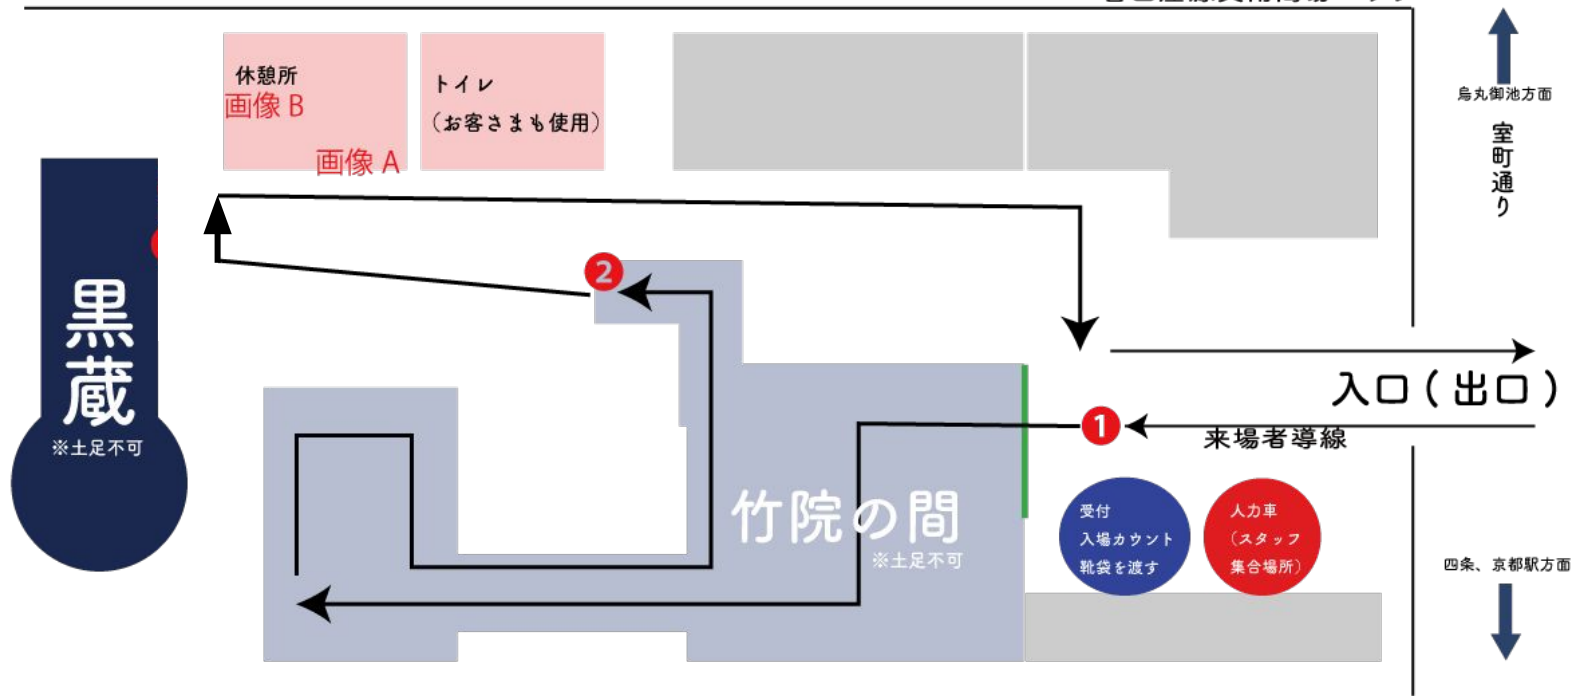 休憩所
画像 B
画像 A
トイレ
（お客さまも使用）
烏丸御池方面
室町通り
黒蔵
※土足不可
2
入口（出口）
1
来場者導線
竹院の間
※土足不可
受付
入場カウント
靴袋を渡す
人力車
（スタッフ
集合場所）
四条、京都駅方面